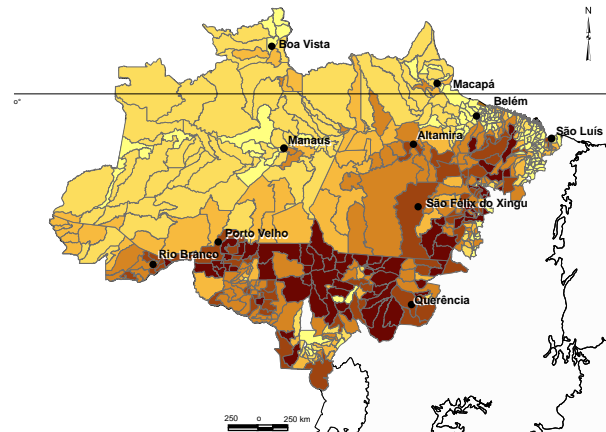 N
Boa Vista
Macapá
0°
Belém
São Luís
Manaus
Altamira
São Félix do Xingu
Porto Velho
Rio Branco
Querência
250 0 250 km